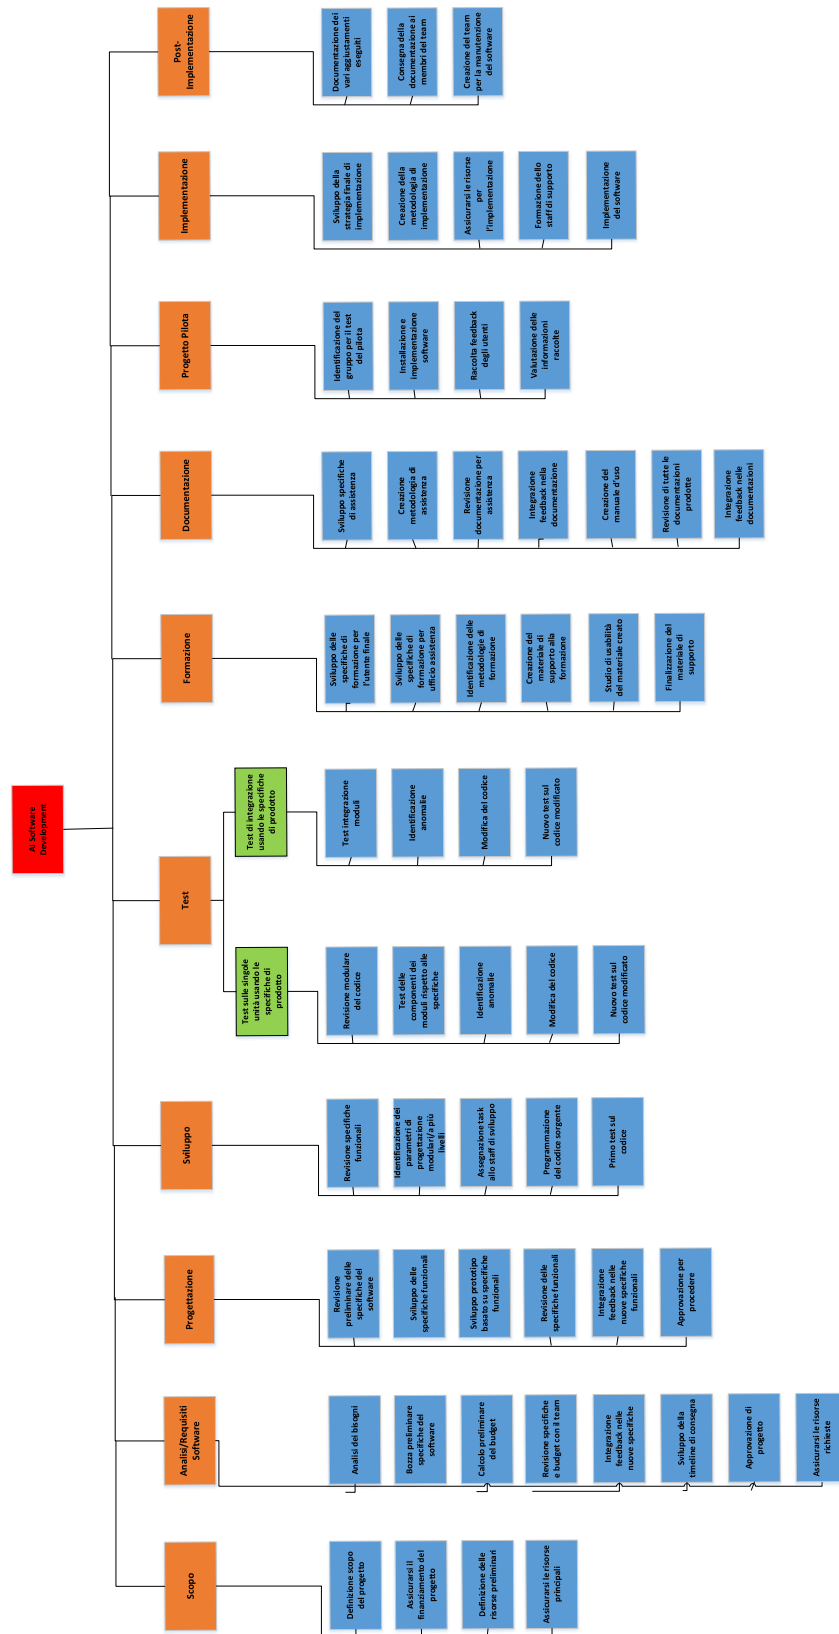 AI Software
Development
Scopo
Definizione scopo
del progetto
Assicurarsi il
finanziamento del
progetto
Definizione delle
risorse preliminari
Assicurarsi le risorse
principali
Analisi/Requisiti
Software
Analisi dei bisogni
Bozza preliminare
specifiche del
software
Calcolo preliminare
del budget
Revisione specifiche
e budget con il team
Integrazione
feedback nelle
nuove specifiche
Sviluppo della
timeline di consegna
Approvazione di
progetto
Assicurarsi le risorse
richieste
Progettazione
Revisione
preliminare delle
specifiche del
software
Sviluppo delle
specifiche funzionali
Sviluppo prototipo
basato su specifiche
funzionali
Revisione delle
specifiche funzionali
Integrazione
feedback nelle
nuove specifiche
funzionali
Approvazione per
procedere
Sviluppo
Revisione specifiche
funzionali
Identificazione dei
parametri di
progettazione
modulari/a più
livelli
Assegnazione task
allo staff di sviluppo
Programmazione
del codice sorgente
Primo test sul
codice
Test
Test sulle singole
unità usando le
specifiche di
prodotto
Revisione modulare
del codice
Test delle
componenti dei
moduli rispetto alle
specifiche
Identificazione
anomalie
Modifica del codice
Nuovo test sul
codice modificato
Test di integrazione
usando le specifiche
di prodotto
Test integrazione
moduli
Identificazione
anomalie
Modifica del codice
Nuovo test sul
codice modificato
Formazione
Sviluppo delle
specifiche di
formazione per
l'utente finale
Sviluppo delle
specifiche di
formazione per
ufficio assistenza
Identificazione delle
metodologie di
formazione
Creazione del
materiale di
supporto alla
formazione
Studio di usabilità
del materiale creato
Finalizzazione del
materiale di
supporto
Documentazione
Sviluppo specifiche
di assistenza
Creazione
metodologia di
assistenza
Revisione
documentazione per
assistenza
Integrazione
feedback nella
documentazione
Creazione del
manuale d'uso
Revisione di tutte le
documentazioni
prodotte
Integrazione
feedback nelle
documentazioni
Progetto Pilota
Identificazione del
gruppo per il test
del pilota
Installazione e
implementazione
software
Raccolta feedback
degli utenti
Valutazione delle
informazioni
raccolte
Implementazione
Sviluppo della
strategia finale di
implementazione
Creazione della
metodologia di
implementazione
Assicurarsi le risorse
per
l'implementazione
Formazione dello
staff di supporto
Implementazione
del software
Post-
Implementazione
Documentazione dei
vari aggiustamenti
eseguiti
Consegna della
documentazione ai
membri del team
Creazione del team
per la manutenzione
del software